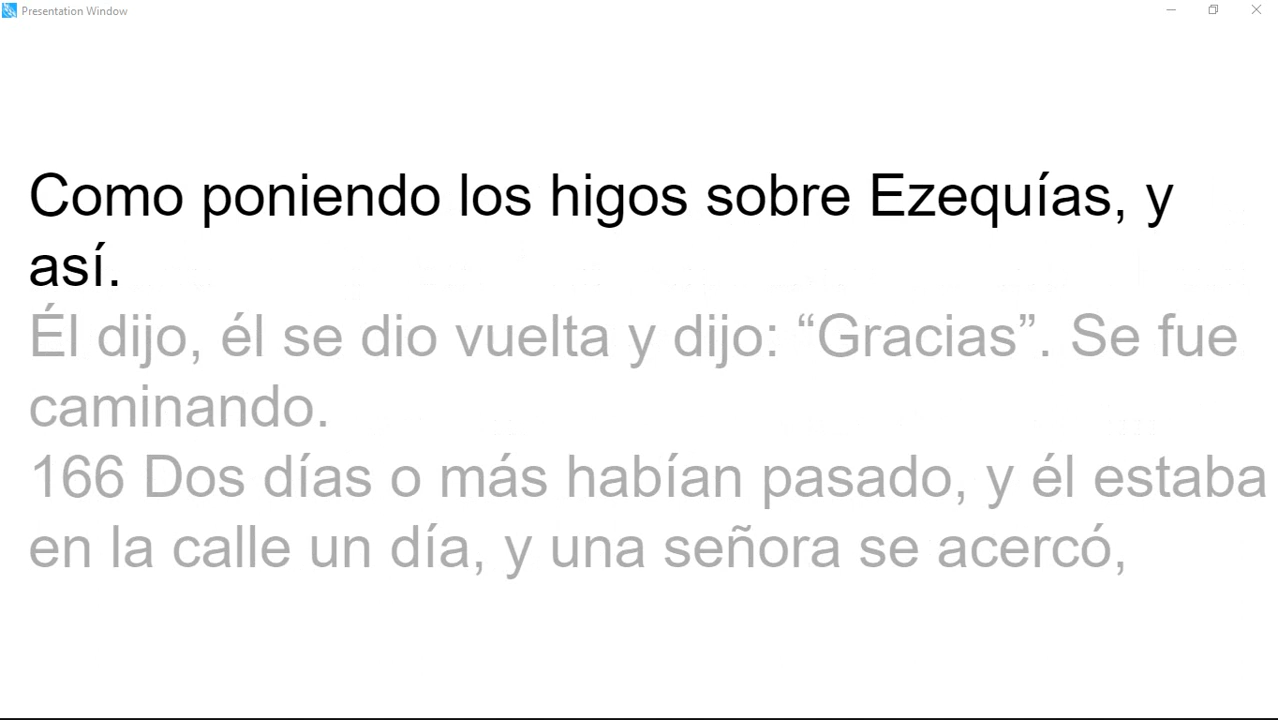 Presentation Window
Como poniendo los higos sobre Ezequías, y
así.
Él dijo, él se dio vuelta y dijo: “Gracias”. Se fue
caminando.
166 Dos días o más habían pasado, y él estaba
en la calle un día, y una señora se acercó,